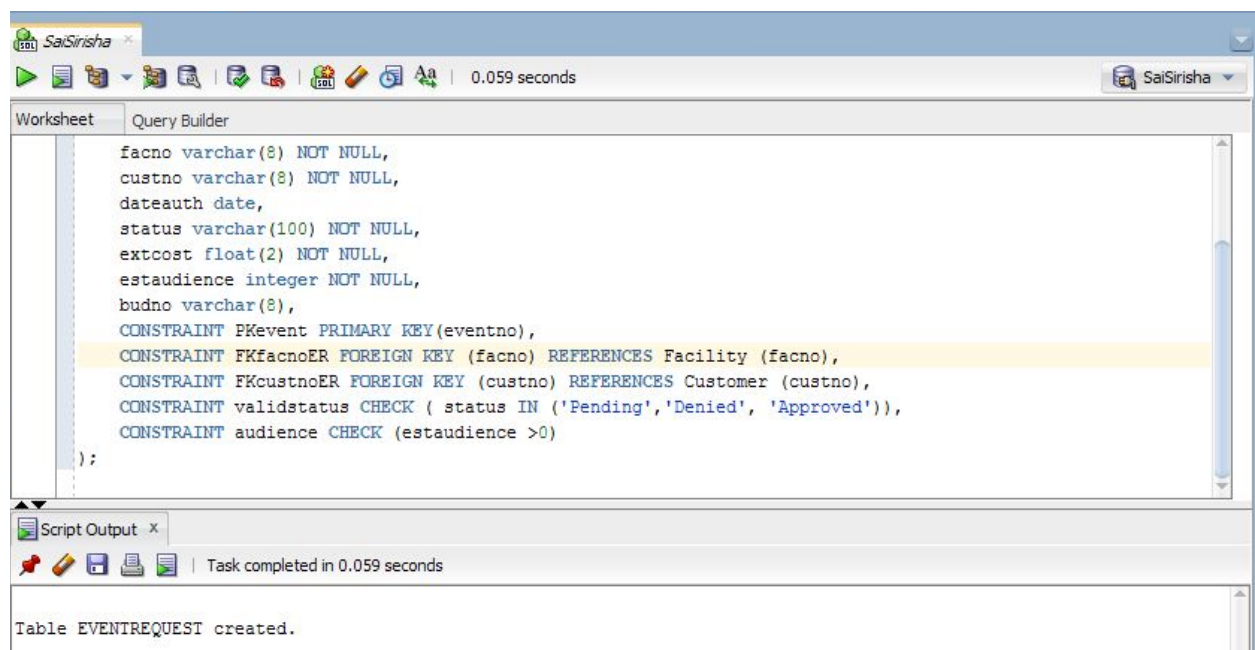 SaiSirisha
0.059 seconds
SaiSirisha
Worksheet Query Builder
facno varchar(8) NOT NULL,
custno varchar(8) NOT NULL,
dateauth date,
status varchar(100) NOT NULL,
extcost float(2) NOT NULL,
estaudience integer NOT NULL,
budno varchar(8),
CONSTRAINT PKevent PRIMARY KEY(eventno),
CONSTRAINT FKfacnoER FOREIGN KEY (facno) REFERENCES Facility (facno),
CONSTRAINT FKcustnoER FOREIGN KEY (custno) REFERENCES Customer (custno),
CONSTRAINT validstatus CHECK ( status IN ('Pending','Denied', 'Approved')),
CONSTRAINT audience CHECK (estaudience >0)
);
Script Output x
Task completed in 0.059 seconds
Table EVENTREQUEST created.